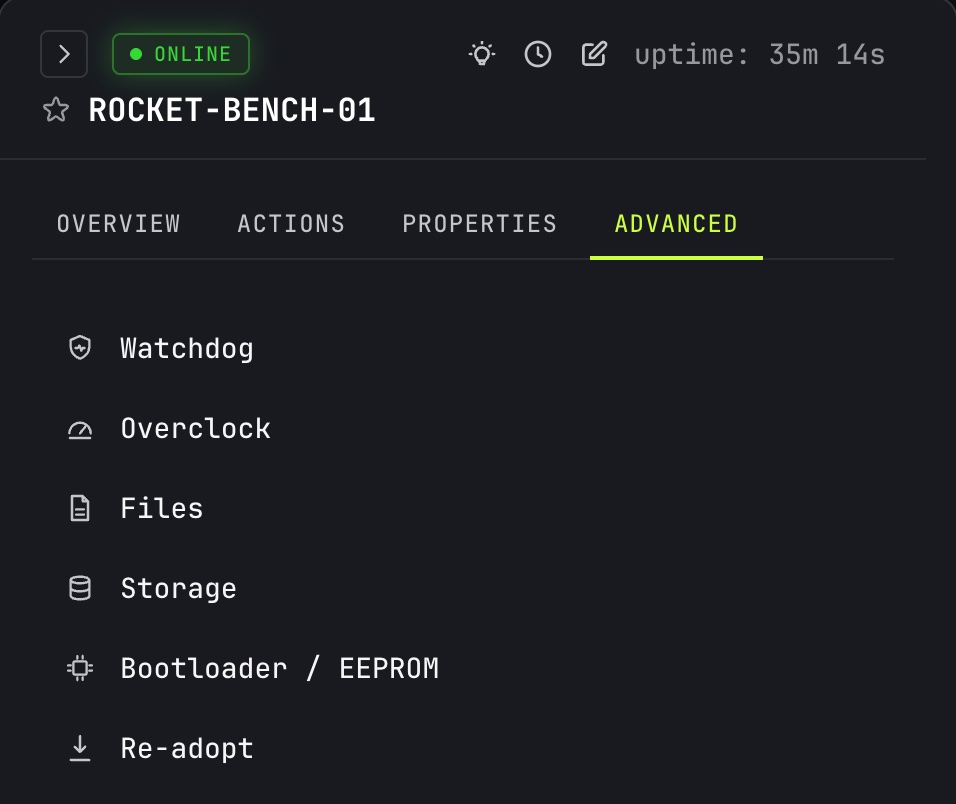 ONLINE
uptime: 35m 14s
ROCKET-BENCH-01
OVERVIEW ACTIONS PROPERTIES ADVANCED
Watchdog
Overclock
Files
Storage
Bootloader / EEPROM
Re-adopt